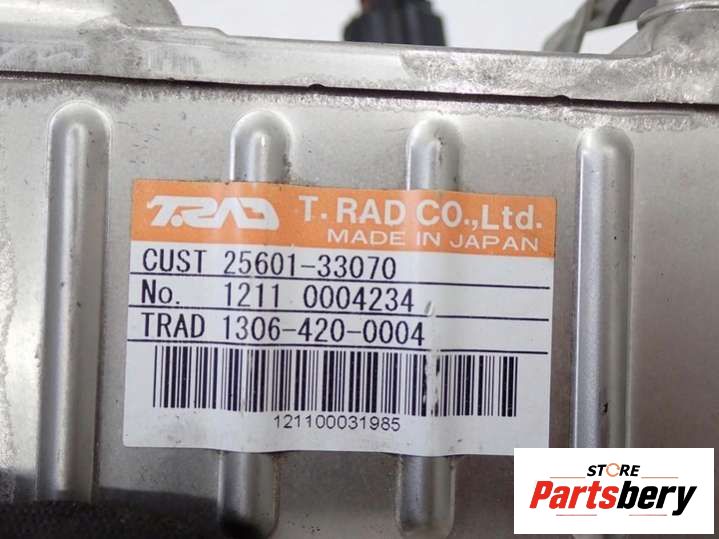 T.RAD T. RAD CO.,Ltd.
MADE IN JAPAN
CUST 25601-33070
No. 1211 0004234
TRAD 1306-420-0004
121100031985
STORE
Partsbery